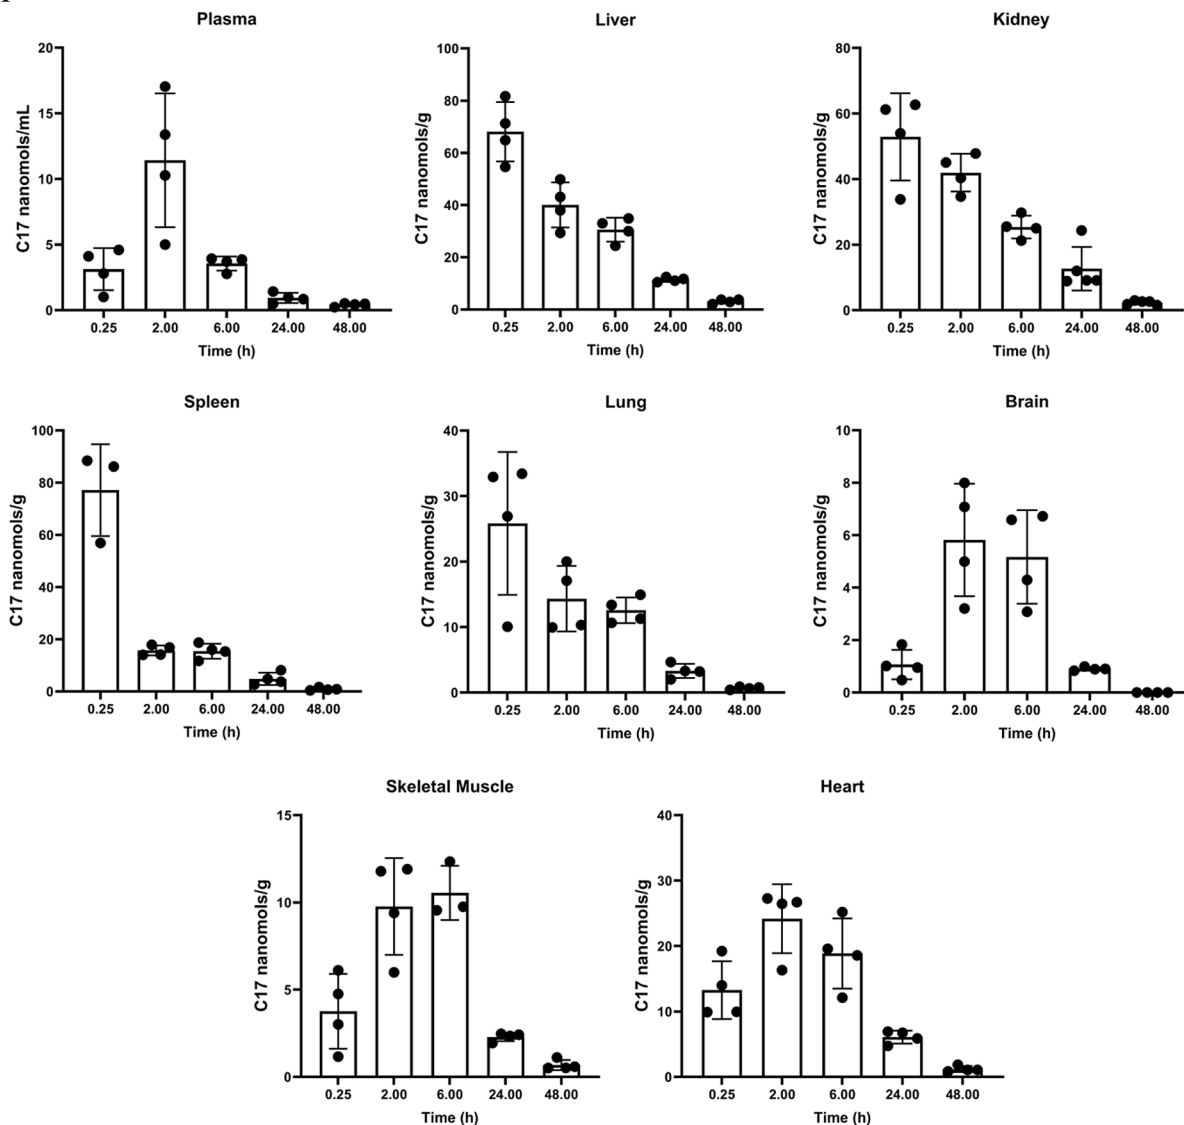 Plasma
20
15
10
5
0
C17 nanomols/mL
0.25 2.00 6.00 24.00 48.00
Time (h)
Liver
100
80
60
40
20
0
C17 nanomols/g
0.25 2.00 6.00 24.00 48.00
Time (h)
Kidney
80
60
40
20
0
C17 nanomols/g
0.25 2.00 6.00 24.00 48.00
Time (h)
Spleen
100
80
60
40
20
0
C17 nanomols/g
0.25 2.00 6.00 24.00 48.00
Time (h)
Lung
40
30
20
10
0
C17 nanomols/g
0.25 2.00 6.00 24.00 48.00
Time (h)
Brain
10
8
6
4
2
0
C17 nanomols/g
0.25 2.00 6.00 24.00 48.00
Time (h)
Skeletal Muscle
15
10
5
0
C17 nanomols/g
0.25 2.00 6.00 24.00 48.00
Time (h)
Heart
40
30
20
10
0
C17 nanomols/g
0.25 2.00 6.00 24.00 48.00
Time (h)